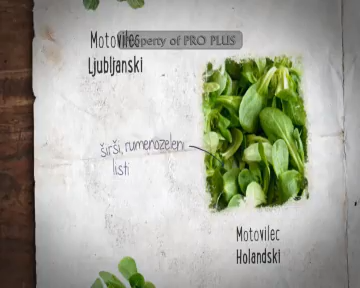 Property of PRO PLUS
Motovilec
Ljubljanski
širši, rumenozeleni
listi
Motovilec
Holandski